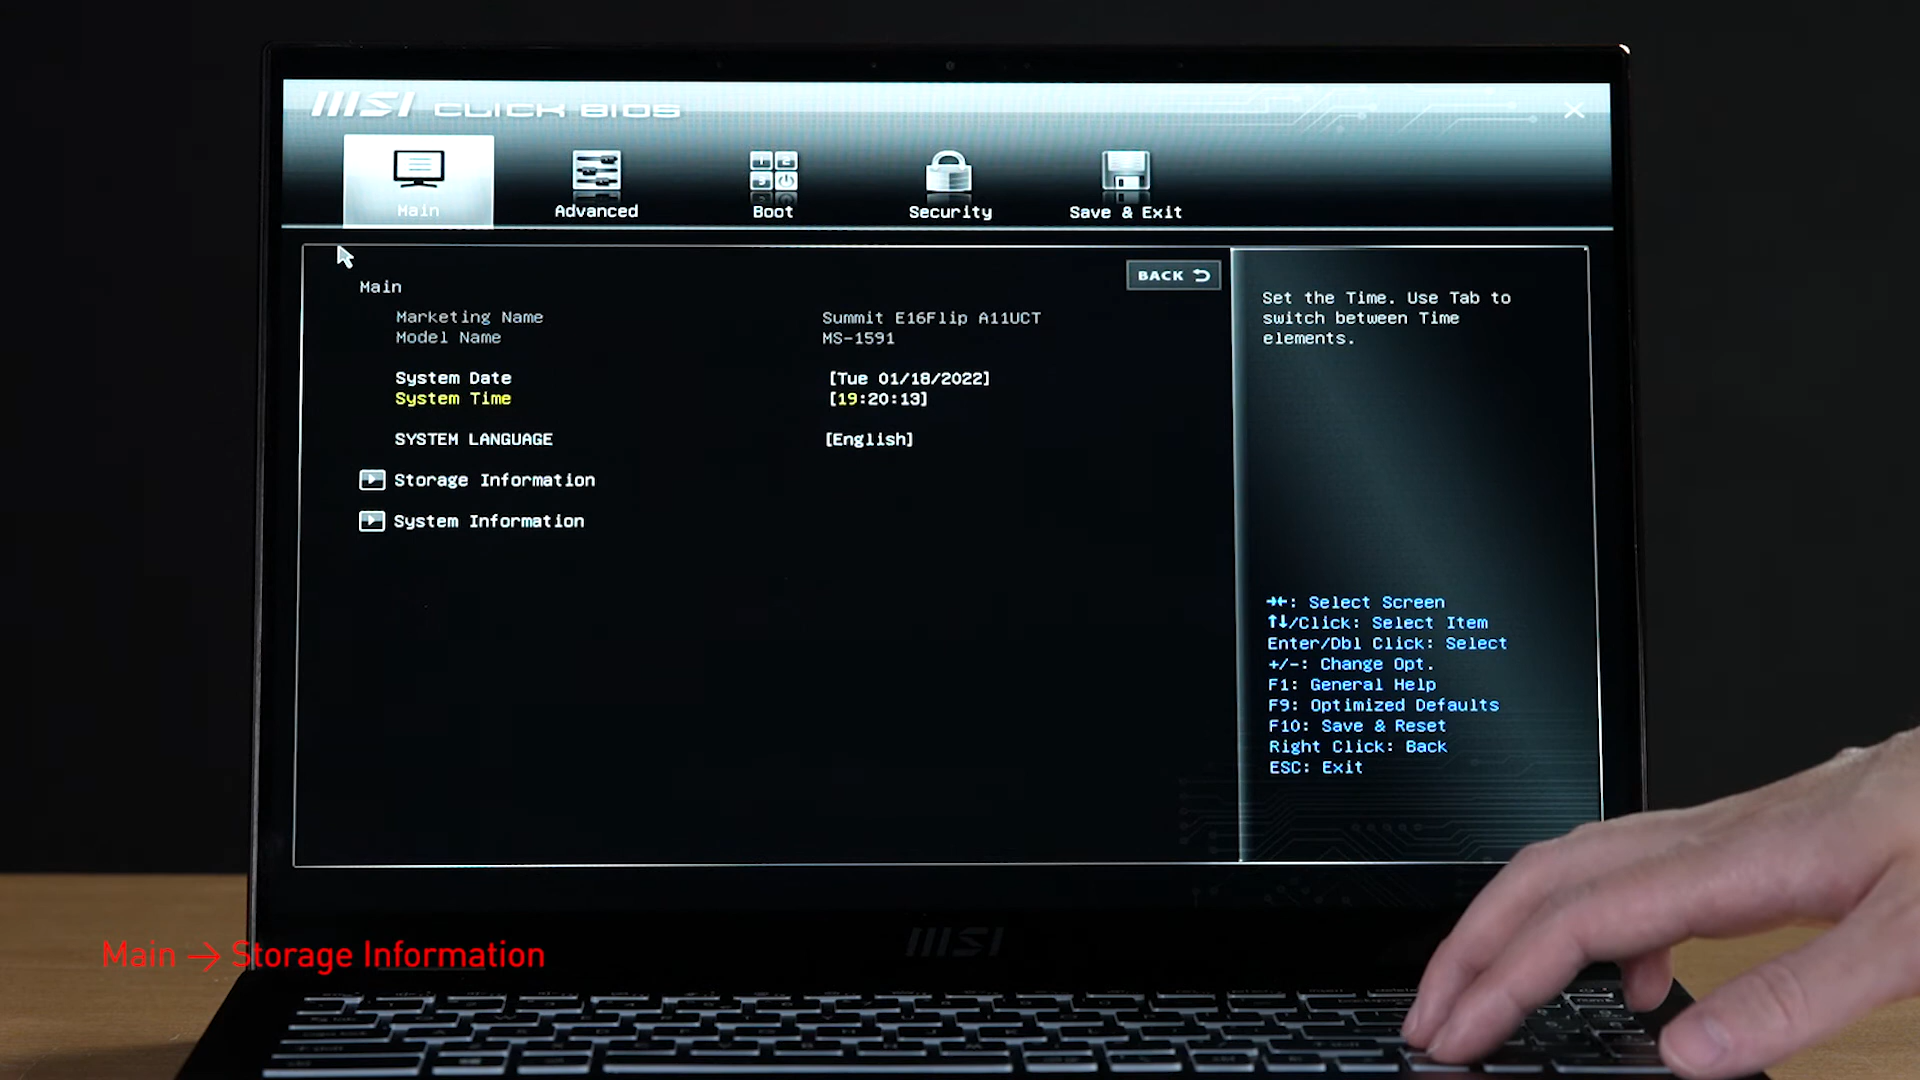 msi CLICK BIOS
Main
Advanced
Boot
Security
Save & Exit
Main
BACK
Marketing Name Summit E16Flip A11UCT
Model Name MS-1591
System Date [Tue 01/18/2022]
System Time [19:20:13]
SYSTEM LANGUAGE [English]
Storage Information
System Information
Set the Time. Use Tab to
switch between Time
elements.
→←: Select Screen
↑↓/Click: Select Item
Enter/Dbl Click: Select
+/-: Change Opt.
F1: General Help
F9: Optimized Defaults
F10: Save & Reset
Right Click: Back
ESC: Exit
msi
Main → Storage Information